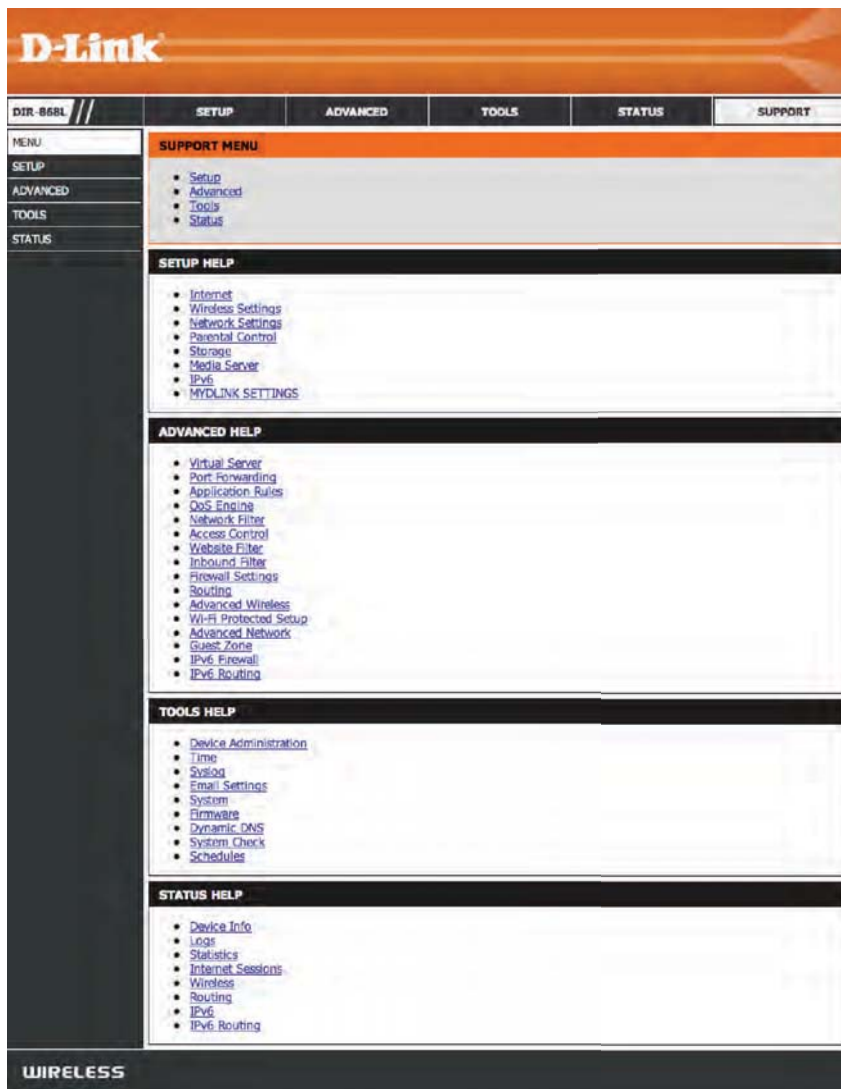 D-Link
DIR-868L // SETUP ADVANCED TOOLS STATUS SUPPORT
MENU
SETUP
ADVANCED
TOOLS
STATUS
SUPPORT MENU
Setup
Advanced
Tools
Status
SETUP HELP
Internet
Wireless Settings
Network Settings
Parental Control
Storage
Media Server
IPv6
MYDLINK SETTINGS
ADVANCED HELP
Virtual Server
Port Forwarding
Application Rules
QoS Engine
Network Filter
Access Control
Website Filter
Inbound Filter
Firewall Settings
Routing
Advanced Wireless
Wi-Fi Protected Setup
Advanced Network
Guest Zone
IPv6 Firewall
IPv6 Routing
TOOLS HELP
Device Administration
Time
Syslog
Email Settings
System
Firmware
Dynamic DNS
System Check
Schedules
STATUS HELP
Device Info
Logs
Statistics
Internet Sessions
Wireless
Routing
IPv6
IPv6 Routing
WIRELESS